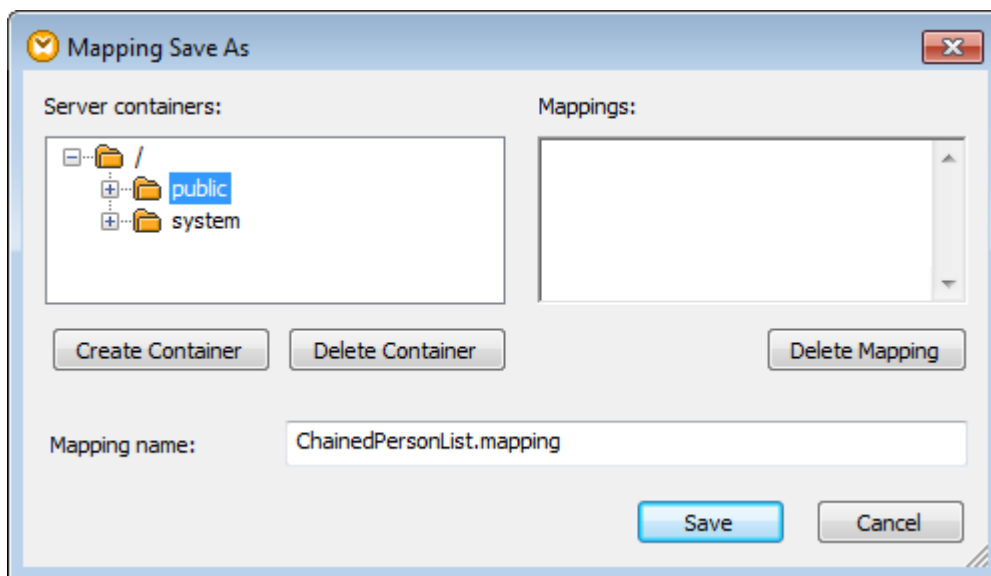 Mapping Save As
Server containers:
Mappings:
/
public
system
Create Container
Delete Container
Delete Mapping
Mapping name:
ChainedPersonList.mapping
Save
Cancel